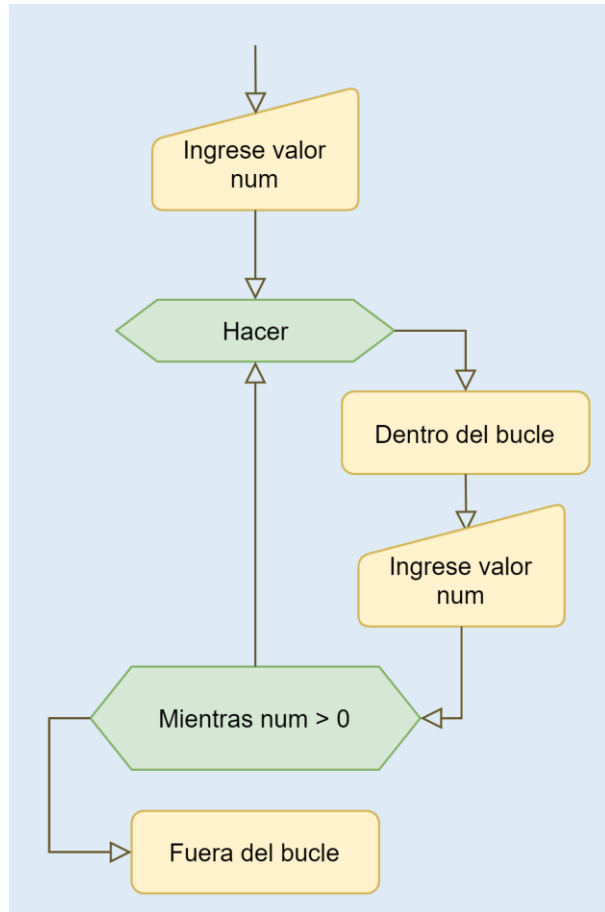 Ingrese valor
num
Hacer
Dentro del bucle
Ingrese valor
num
Mientras num > 0
Fuera del bucle